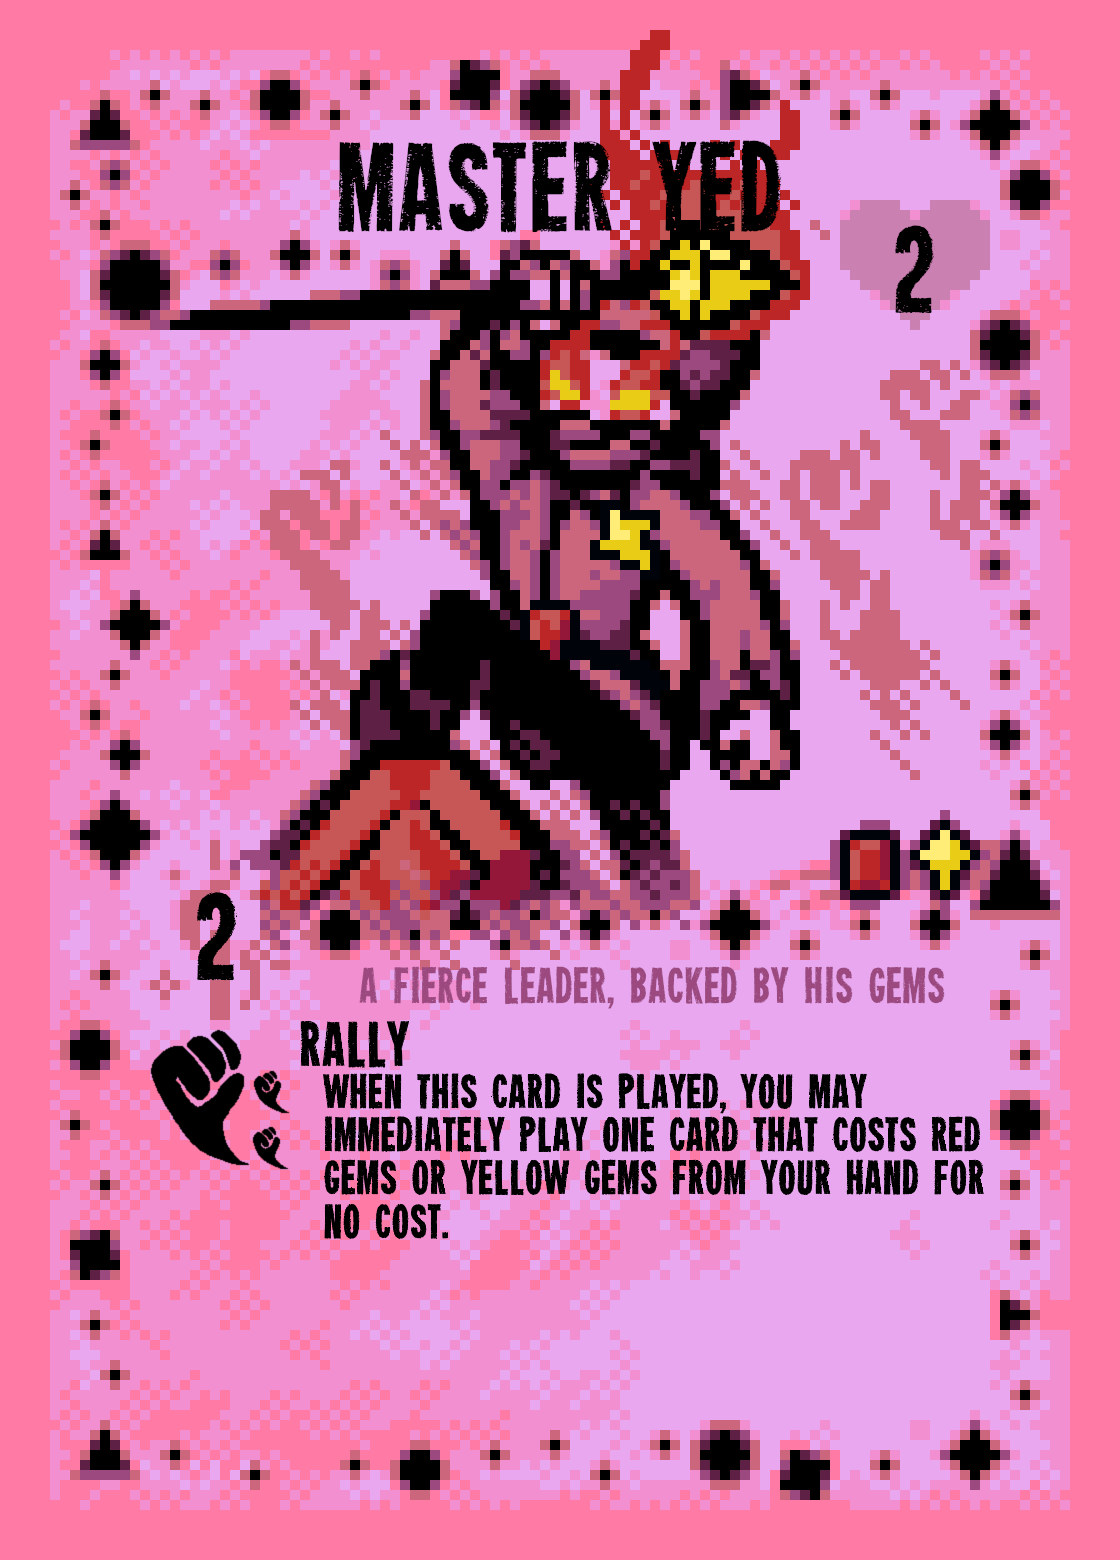 MASTER YED
2
2
A FIERCE LEADER, BACKED BY HIS GEMS
RALLY
WHEN THIS CARD IS PLAYED, YOU MAY
IMMEDIATELY PLAY ONE CARD THAT COSTS RED
GEMS OR YELLOW GEMS FROM YOUR HAND FOR
NO COST.